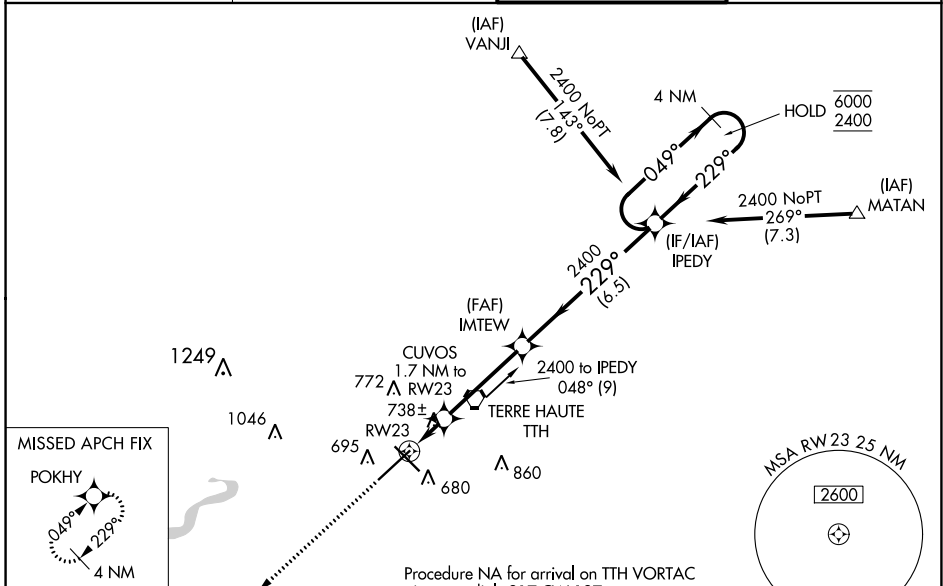 (IAF)
VANJI
2400 NoPT
143°
(7.8)
4 NM
HOLD
6000
2400
049°
229°
(IAF)
MATAN
2400 NoPT
269°
(7.3)
(IF/IAF)
IPEDY
2400
229°
(6.5)
(FAF)
IMTEW
CUVOS
1.7 NM to
RW23
2400 to IPEDY
048° (9)
TERRE HAUTE
TTH
1249
772
738±
1046
RW23
695
680
860
MISSED APCH FIX
POKHY
049°
229°
4 NM
MSA RW 23 25 NM
2600
Procedure NA for arrival on TTH VORTAC